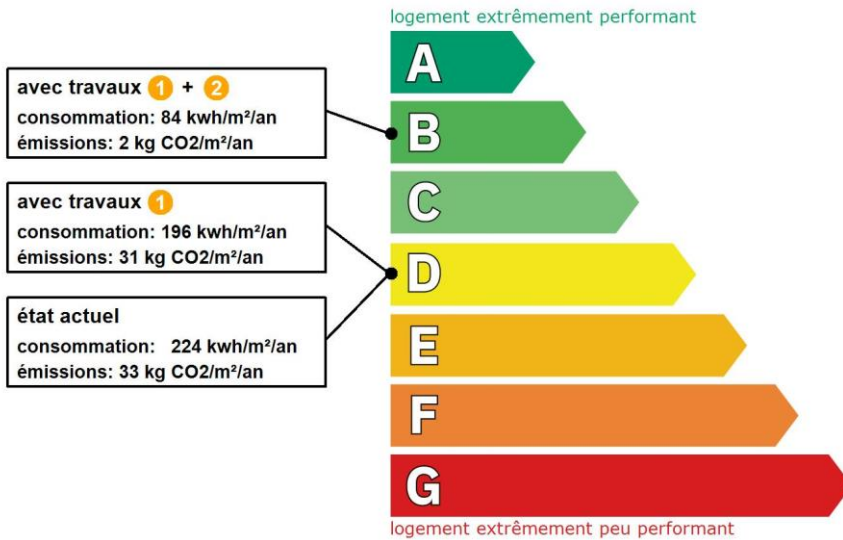 logement extrêmement performant
A
avec travaux 1 + 2
consommation: 84 kwh/m²/an
émissions: 2 kg CO2/m²/an
B
avec travaux 1
consommation: 196 kwh/m²/an
émissions: 31 kg CO2/m²/an
C
D
état actuel
consommation: 224 kwh/m²/an
émissions: 33 kg CO2/m²/an
E
F
G
logement extrêmement peu performant